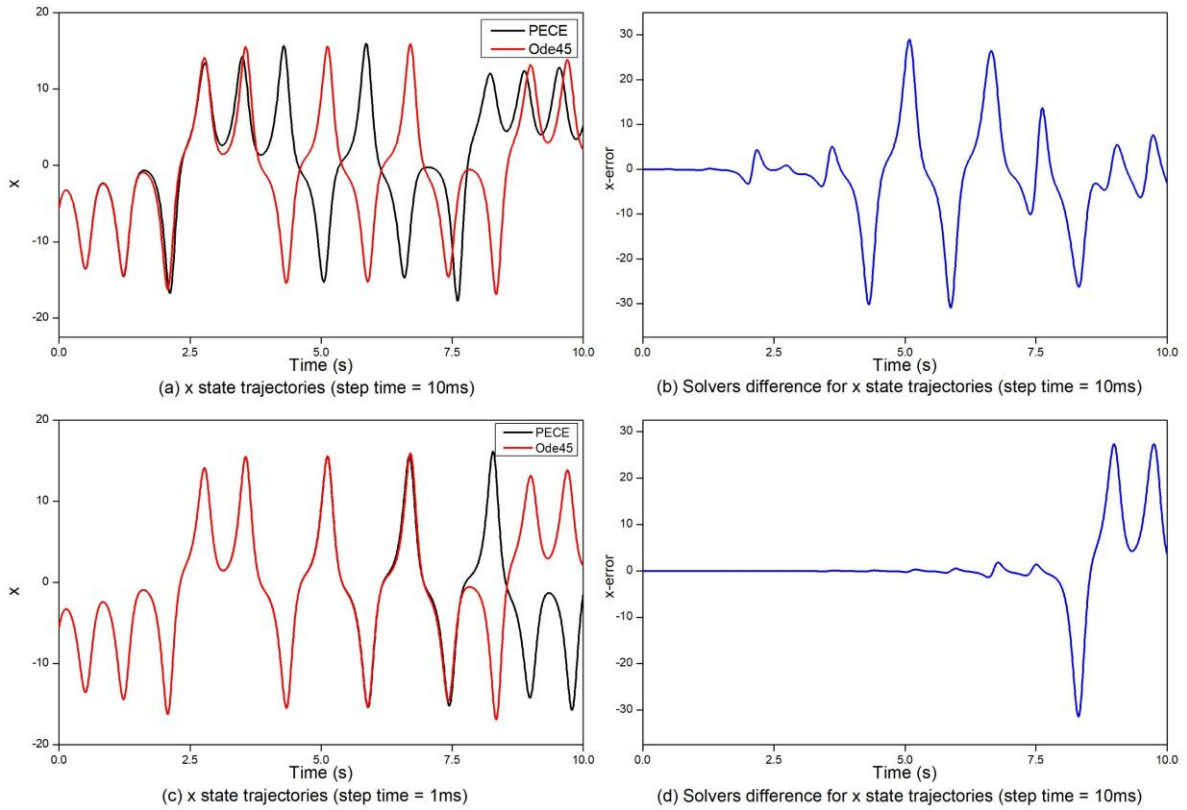 20
10
0
-10
-20
x
PECE
Ode45
0.0 2.5 5.0 7.5 10.0
Time (s)
(a) x state trajectories (step time = 10ms)
30
20
10
0
-10
-20
-30
x-error
0.0 2.5 5.0 7.5 10.0
Time (s)
(b) Solvers difference for x state trajectories (step time = 10ms)
20
10
0
-10
-20
x
PECE
Ode45
0.0 2.5 5.0 7.5 10.0
Time (s)
(c) x state trajectories (step time = 1ms)
30
20
10
0
-10
-20
-30
x-error
0.0 2.5 5.0 7.5 10.0
Time (s)
(d) Solvers difference for x state trajectories (step time = 10ms)